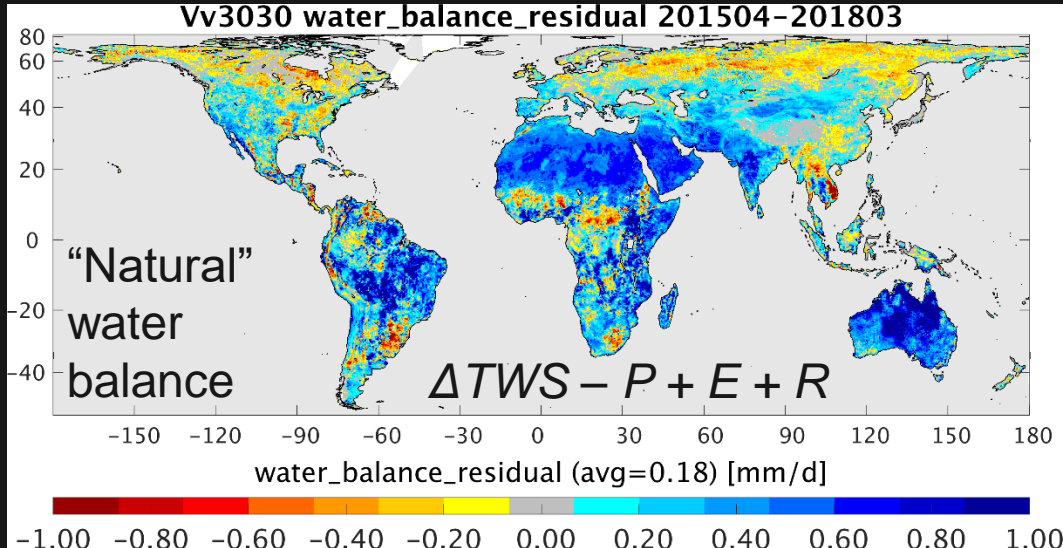 Vv3030 water_balance_residual 201504-201803
80
60
40
20
0
-20
-40
“Natural”
water
balance
ΔTWS – P + E + R
-150 -120 -90 -60 -30 0 30 60 90 120 150 180
water_balance_residual (avg=0.18) [mm/d]
-1.00 -0.80 -0.60 -0.40 -0.20 0.00 0.20 0.40 0.60 0.80 1.00